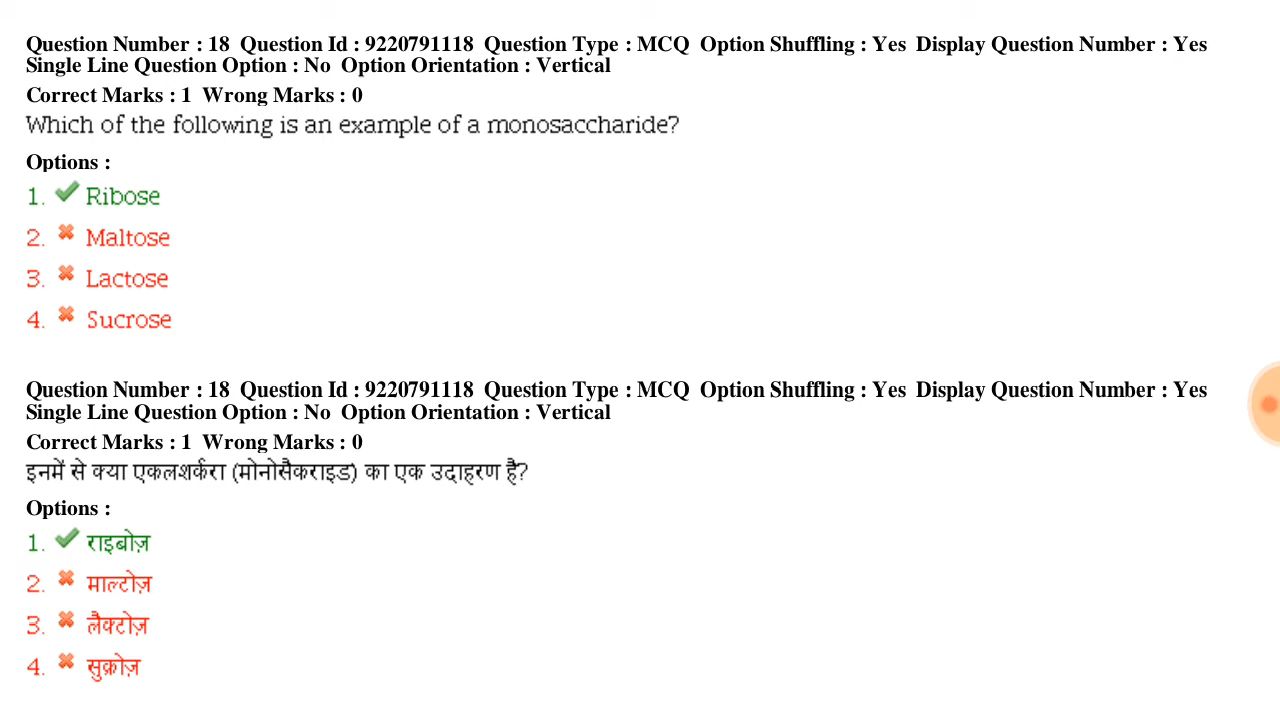 Question Number : 18 Question Id : 9220791118 Question Type : MCQ Option Shuffling : Yes Display Question Number : Yes
Single Line Question Option : No Option Orientation : Vertical
Correct Marks : 1 Wrong Marks : 0
Which of the following is an example of a monosaccharide?
Options :
1. Ribose
2. Maltose
3. Lactose
4. Sucrose
Question Number : 18 Question Id : 9220791118 Question Type : MCQ Option Shuffling : Yes Display Question Number : Yes
Single Line Question Option : No Option Orientation : Vertical
Correct Marks : 1 Wrong Marks : 0
इनमें से क्या एकलशर्करा (मोनोसैकराइड) का एक उदाहरण है?
Options :
1. राइबोज़
2. माल्टोज़
3. लैक्टोज़
4. सुक्रोज़